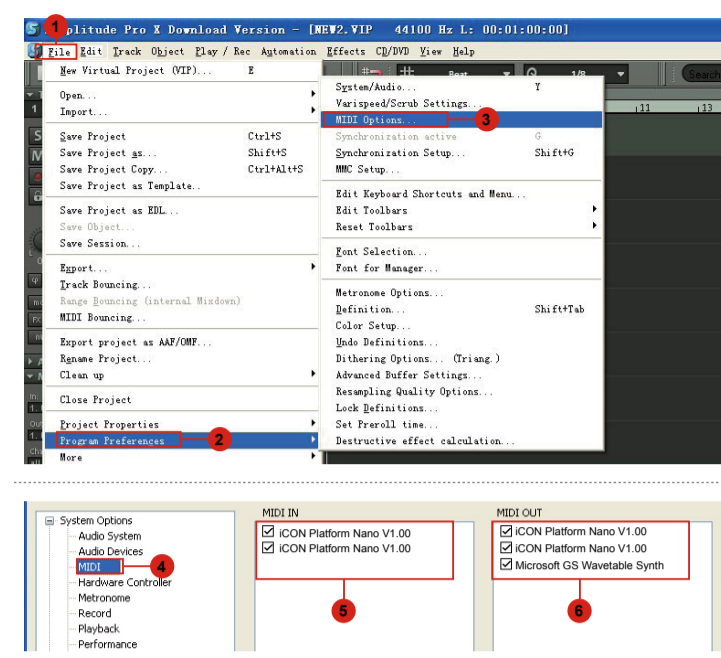 1
plitude Pro X Download Version - [NEW2.VIP 44100 Hz L: 00:01:00:00]
File Edit Track Object Play / Rec Automation Effects CD/DVD View Help
Beat 1/8 Search
1 11 13
New Virtual Project (VIP)... E
Open...
Import...
Save Project Ctrl+S
Save Project as... Shift+S
Save Project Copy... Ctrl+Alt+S
Save Project as Template..
Save Project as EDL...
Save Object...
Save Session...
Export...
Track Bouncing...
Range Bouncing (internal Mixdown)
MIDI Bouncing...
Export project as AAF/OMF...
Rename Project...
Clean up
Close Project
Project Properties
Program Preferences 2
More
System/Audio... Y
Varispeed/Scrub Settings...
MIDI Options... 3
Synchronization active G
Synchronization Setup... Shift+G
MMC Setup...
Edit Keyboard Shortcuts and Menu...
Edit Toolbars
Reset Toolbars
Font Selection...
Font for Manager...
Metronome Options...
Definition... Shift+Tab
Color Setup...
Undo Definitions...
Dithering Options... (Triang.)
Advanced Buffer Settings...
Resampling Quality Options...
Lock Definitions...
Set Preroll time...
Destructive effect calculation...
System Options
Audio System
Audio Devices
MIDI 4
Hardware Controller
Metronome
Record
Playback
Performance
MIDI IN
iCON Platform Nano V1.00
iCON Platform Nano V1.00
5
MIDI OUT
iCON Platform Nano V1.00
iCON Platform Nano V1.00
Microsoft GS Wavetable Synth
6